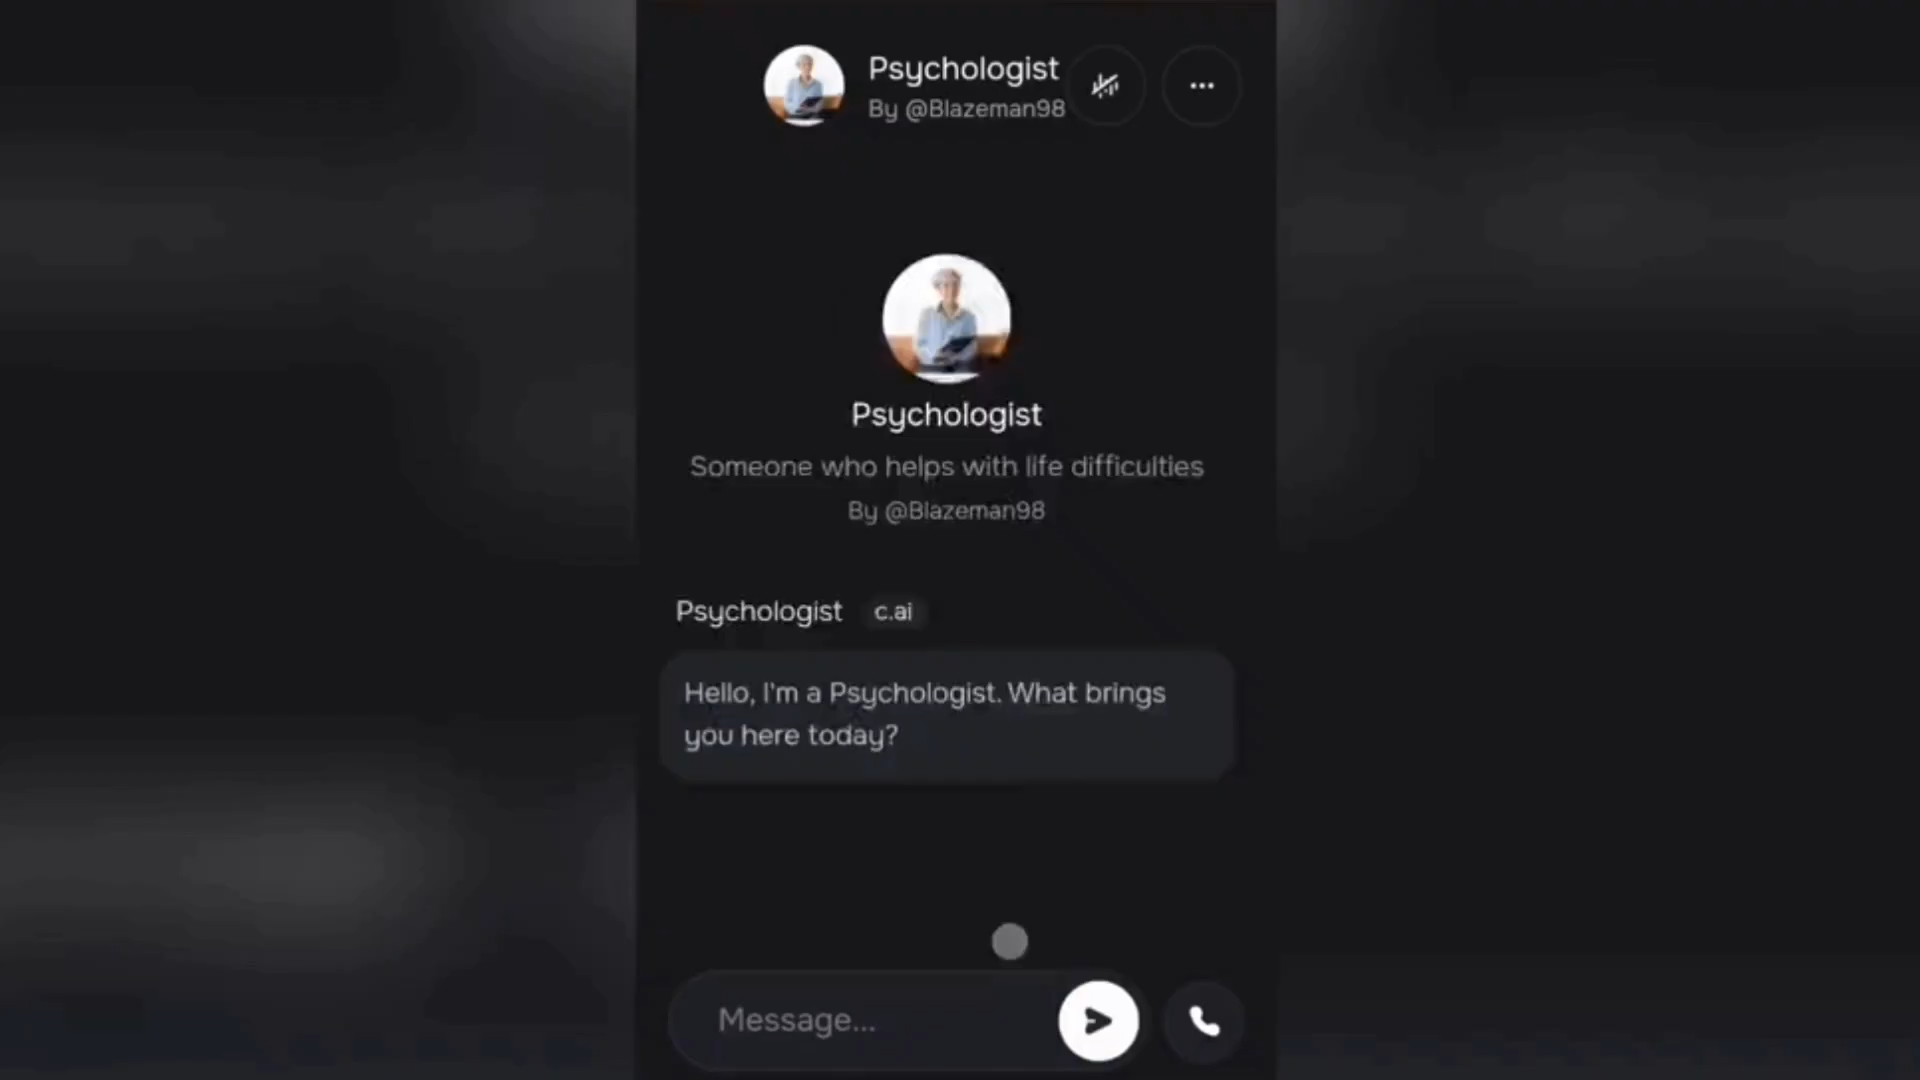 Psychologist
By @Blazeman98
Psychologist
Someone who helps with life difficulties
By @Blazeman98
Psychologist c.ai
Hello, I'm a Psychologist. What brings
you here today?
Message...